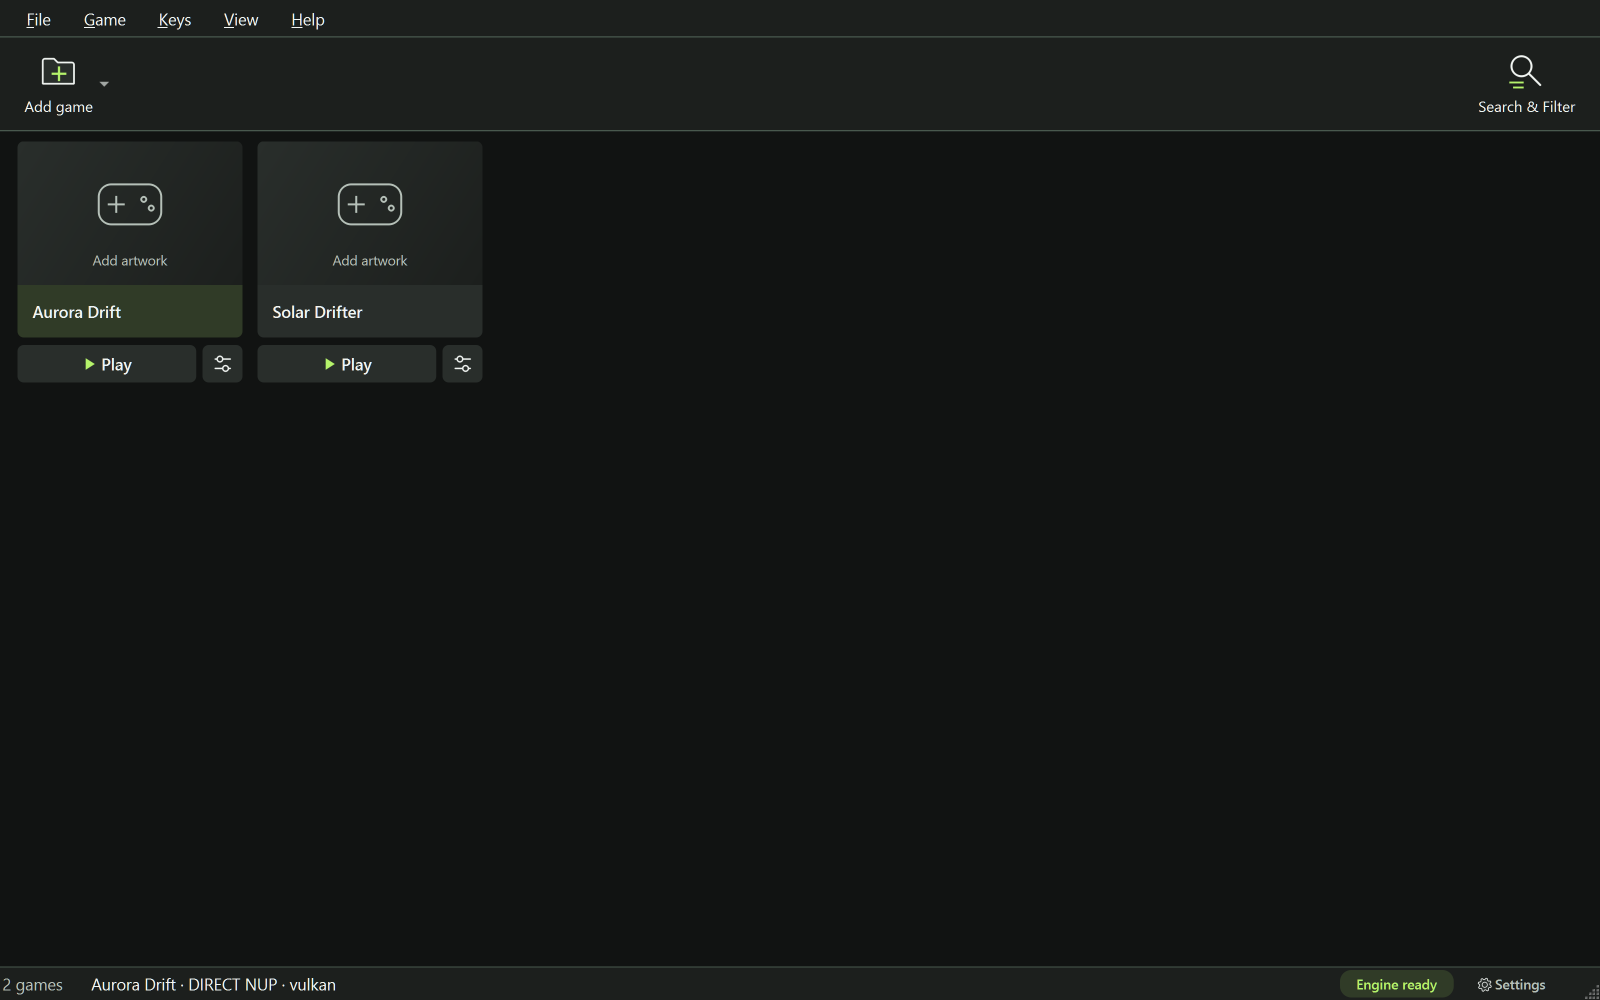 File Game Keys View Help
Add game
Search & Filter
Add artwork
Add artwork
Aurora Drift
Solar Drifter
Play
Play
2 games
Aurora Drift · DIRECT NUP · vulkan
Engine ready
Settings